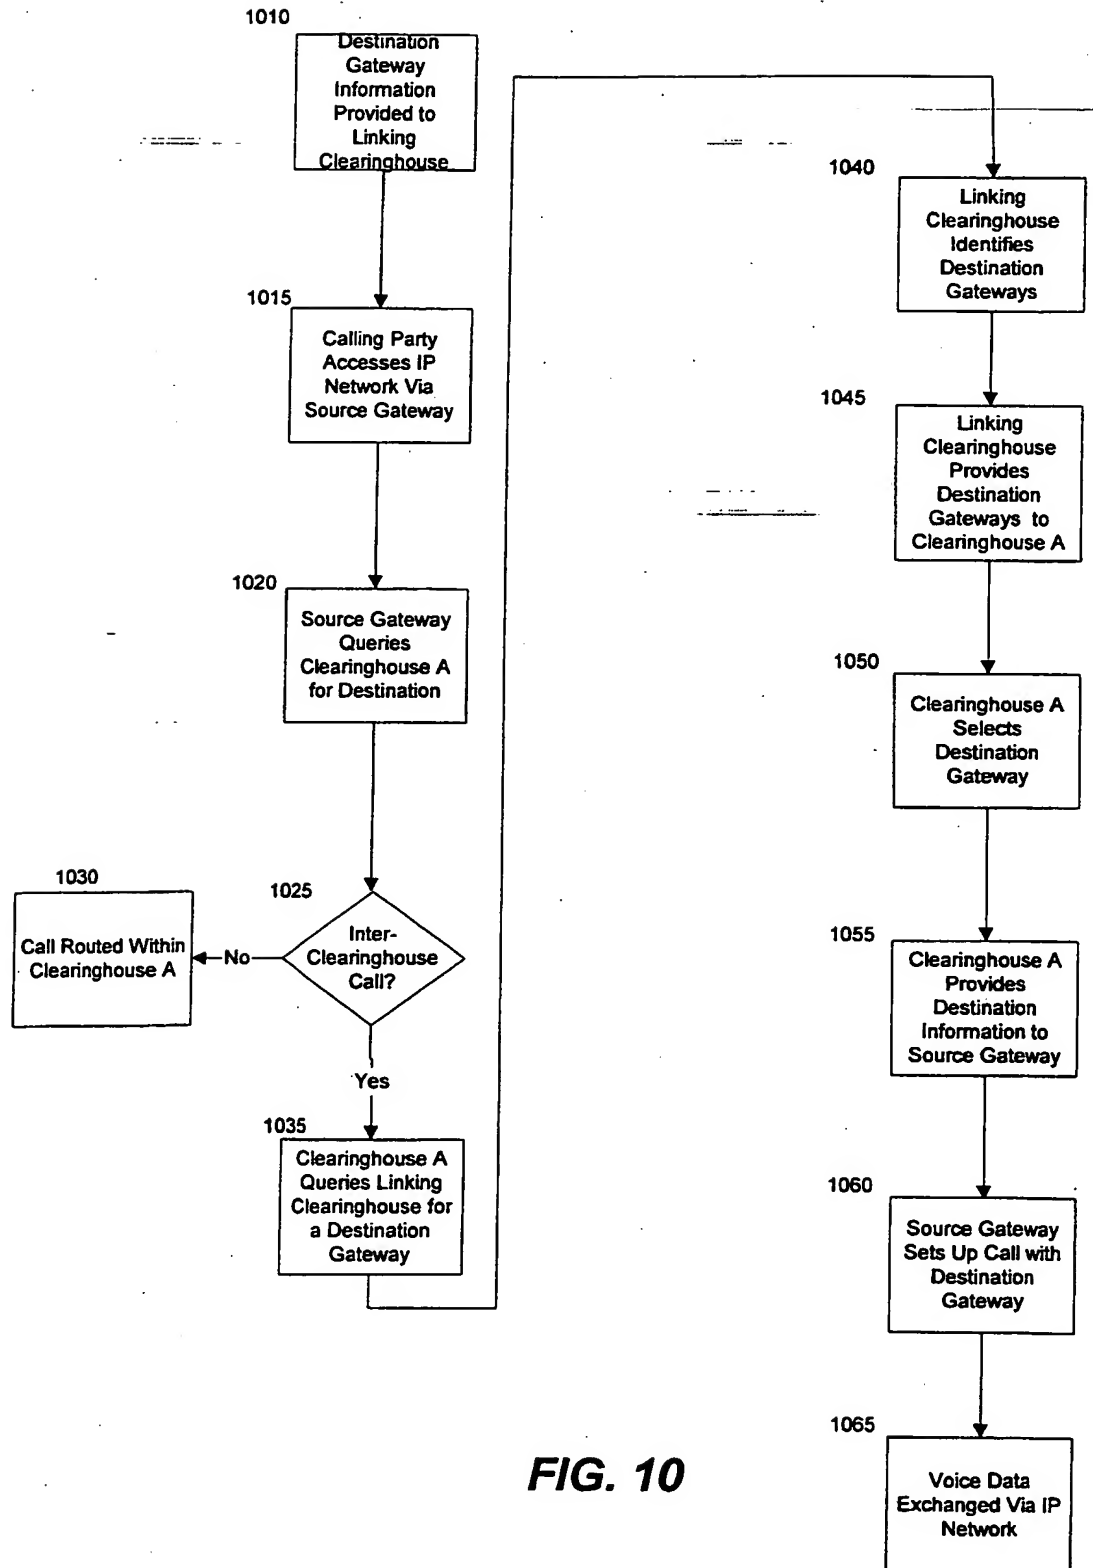 1010
Destination
Gateway
Information
Provided to
Linking
Clearinghouse
1015
Calling Party
Accesses IP
Network Via
Source Gateway
1020
Source Gateway
Queries
Clearinghouse A
for Destination
1025
Inter-
Clearinghouse
Call?
No
1030
Call Routed Within
Clearinghouse A
Yes
1035
Clearinghouse A
Queries Linking
Clearinghouse for
a Destination
Gateway
1040
Linking
Clearinghouse
Identifies
Destination
Gateways
1045
Linking
Clearinghouse
Provides
Destination
Gateways to
Clearinghouse A
1050
Clearinghouse A
Selects
Destination
Gateway
1055
Clearinghouse A
Provides
Destination
Information to
Source Gateway
1060
Source Gateway
Sets Up Call with
Destination
Gateway
1065
Voice Data
Exchanged Via IP
Network
FIG. 10